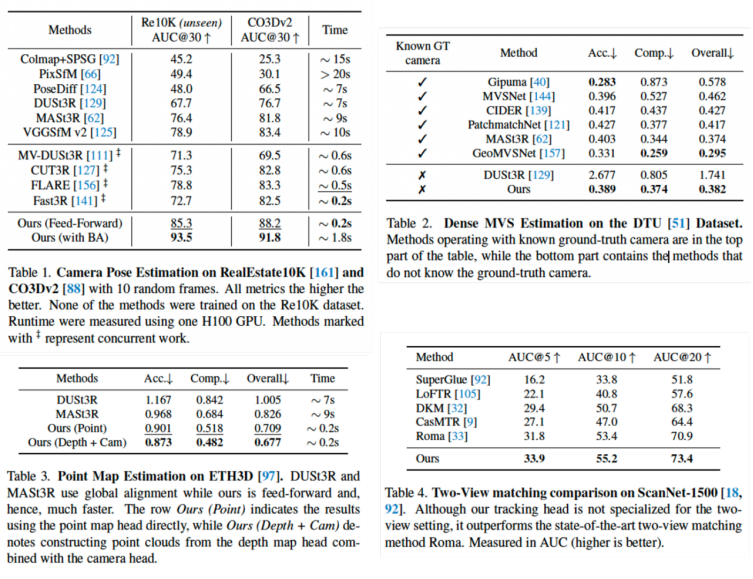 Methods Re10K (unseen) CO3Dv2 Time
AUC@30 ↑ AUC@30 ↑
Colmap+SPSG [92] 45.2 25.3 ~ 15s
PixSfM [66] 49.4 30.1 > 20s
PoseDiff [124] 48.0 66.5 ~ 7s
DUSt3R [129] 67.7 76.7 ~ 7s
MASt3R [62] 76.4 81.8 ~ 9s
VGGSfM v2 [125] 78.9 83.4 ~ 10s
MV-DUSt3R [111] ‡ 71.3 69.5 ~ 0.6s
CUT3R [127] ‡ 75.3 82.8 ~ 0.6s
FLARE [156] ‡ 78.8 83.3 ~ 0.5s
Fast3R [141] ‡ 72.7 82.5 ~ 0.2s
Ours (Feed-Forward) 85.3 88.2 ~ 0.2s
Ours (with BA) 93.5 91.8 ~ 1.8s
Table 1. Camera Pose Estimation on RealEstate10K [161] and
CO3Dv2 [88] with 10 random frames. All metrics the higher the
better. None of the methods were trained on the Re10K dataset.
Runtime were measured using one H100 GPU. Methods marked
with ‡ represent concurrent work.
Known GT Method Acc.↓ Comp.↓ Overall↓
camera
✓ Gipuma [40] 0.283 0.873 0.578
✓ MVSNet [144] 0.396 0.527 0.462
✓ CIDER [139] 0.417 0.437 0.427
✓ PatchmatchNet [121] 0.427 0.377 0.417
✓ MASt3R [62] 0.403 0.344 0.374
✓ GeoMVSNet [157] 0.331 0.259 0.295
✗ DUSt3R [129] 2.677 0.805 1.741
✗ Ours 0.389 0.374 0.382
Table 2. Dense MVS Estimation on the DTU [51] Dataset.
Methods operating with known ground-truth camera are in the top
part of the table, while the bottom part contains the methods that
do not know the ground-truth camera.
Methods Acc.↓ Comp.↓ Overall↓ Time
DUSt3R 1.167 0.842 1.005 ~ 7s
MASt3R 0.968 0.684 0.826 ~ 9s
Ours (Point) 0.901 0.518 0.709 ~ 0.2s
Ours (Depth + Cam) 0.873 0.482 0.677 ~ 0.2s
Table 3. Point Map Estimation on ETH3D [97]. DUSt3R and
MASt3R use global alignment while ours is feed-forward and,
hence, much faster. The row Ours (Point) indicates the results
using the point map head directly, while Ours (Depth + Cam) de-
notes constructing point clouds from the depth map head com-
bined with the camera head.
Method AUC@5 ↑ AUC@10 ↑ AUC@20 ↑
SuperGlue [92] 16.2 33.8 51.8
LoFTR [105] 22.1 40.8 57.6
DKM [32] 29.4 50.7 68.3
CasMTR [9] 27.1 47.0 64.4
Roma [33] 31.8 53.4 70.9
Ours 33.9 55.2 73.4
Table 4. Two-View matching comparison on ScanNet-1500 [18,
92]. Although our tracking head is not specialized for the two-
view setting, it outperforms the state-of-the-art two-view matching
method Roma. Measured in AUC (higher is better).